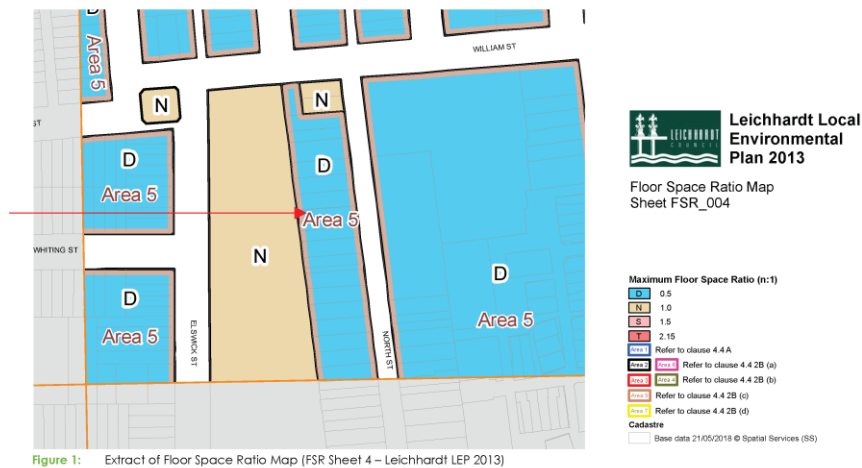 D
Area 5
WILLIAM ST
N
N
ST
D
Area 5
D
Area 5
WHITING ST
N
D
Area 5
D
Area 5
ELSWICK ST
NORTH ST
LEICHHARDT
COUNCIL
Leichhardt Local
Environmental
Plan 2013
Floor Space Ratio Map
Sheet FSR_004
Maximum Floor Space Ratio (n:1)
D 0.5
N 1.0
S 1.5
T 2.15
Area 1 Refer to clause 4.4 A
Area 2 Area 6 Refer to clause 4.4 2B (a)
Area 3 Area 4 Refer to clause 4.4 2B (b)
Area 5 Refer to clause 4.4 2B (c)
Area 7 Refer to clause 4.4 2B (d)
Cadastre
Base data 21/05/2018 © Spatial Services (SS)
Figure 1: Extract of Floor Space Ratio Map (FSR Sheet 4 – Leichhardt LEP 2013)